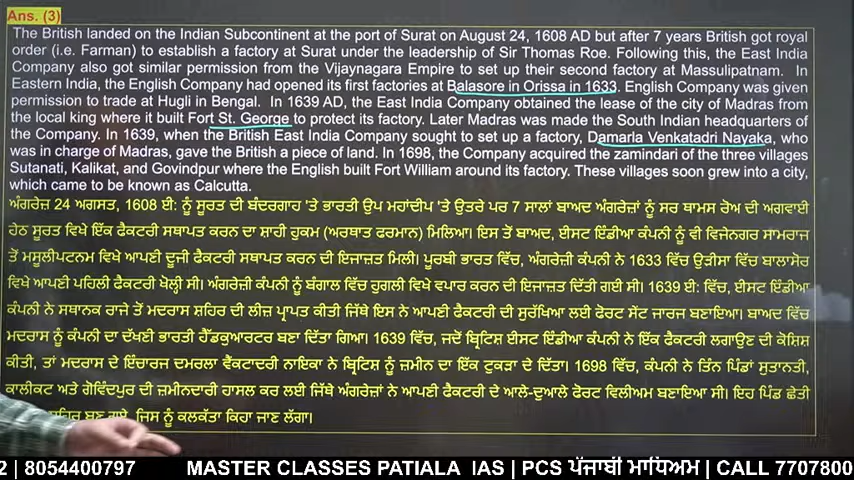 Ans. (3)
The British landed on the Indian Subcontinent at the port of Surat on August 24, 1608 AD but after 7 years British got royal
order (i.e. Farman) to establish a factory at Surat under the leadership of Sir Thomas Roe. Following this, the East India
Company also got similar permission from the Vijaynagara Empire to set up their second factory at Massulipatnam. In
Eastern India, the English Company had opened its first factories at Balasore in Orissa in 1633. English Company was given
permission to trade at Hugli in Bengal. In 1639 AD, the East India Company obtained the lease of the city of Madras from
the local king where it built Fort St. George to protect its factory. Later Madras was made the South Indian headquarters of
the Company. In 1639, when the British East India Company sought to set up a factory, Damarla Venkatadri Nayaka, who
was in charge of Madras, gave the British a piece of land. In 1698, the Company acquired the zamindari of the three villages
Sutanati, Kalikat, and Govindpur where the English built Fort William around its factory. These villages soon grew into a city,
which came to be known as Calcutta.
ਅੰਗਰੇਜ਼ 24 ਅਗਸਤ, 1608 ਈ: ਨੂੰ ਸੂਰਤ ਦੀ ਬੰਦਰਗਾਹ 'ਤੇ ਭਾਰਤੀ ਉਪ ਮਹਾਂਦੀਪ 'ਤੇ ਉਤਰੇ ਪਰ 7 ਸਾਲਾਂ ਬਾਅਦ ਅੰਗਰੇਜ਼ਾਂ ਨੂੰ ਸਰ ਥਾਮਸ ਰੋਅ ਦੀ ਅਗਵਾਈ
ਹੇਠ ਸੂਰਤ ਵਿਖੇ ਇੱਕ ਫੈਕਟਰੀ ਸਥਾਪਤ ਕਰਨ ਦਾ ਸ਼ਾਹੀ ਹੁਕਮ (ਅਰਥਾਤ ਫਰਮਾਨ) ਮਿਲਿਆ। ਇਸ ਤੋਂ ਬਾਅਦ, ਈਸਟ ਇੰਡੀਆ ਕੰਪਨੀ ਨੂੰ ਵੀ ਵਿਜੇਨਗਰ ਸਾਮਰਾਜ
ਤੋਂ ਮਸੂਲੀਪਟਨਮ ਵਿਖੇ ਆਪਣੀ ਦੂਜੀ ਫੈਕਟਰੀ ਸਥਾਪਤ ਕਰਨ ਦੀ ਇਜਾਜ਼ਤ ਮਿਲੀ। ਪੂਰਬੀ ਭਾਰਤ ਵਿੱਚ, ਅੰਗਰੇਜ਼ੀ ਕੰਪਨੀ ਨੇ 1633 ਵਿੱਚ ਉੜੀਸਾ ਵਿੱਚ ਬਾਲਾਸੋਰ
ਵਿਖੇ ਆਪਣੀ ਪਹਿਲੀ ਫੈਕਟਰੀ ਖੋਲ੍ਹੀ ਸੀ। ਅੰਗਰੇਜ਼ੀ ਕੰਪਨੀ ਨੂੰ ਬੰਗਾਲ ਵਿੱਚ ਹੁਗਲੀ ਵਿਖੇ ਵਪਾਰ ਕਰਨ ਦੀ ਇਜਾਜ਼ਤ ਦਿੱਤੀ ਗਈ ਸੀ। 1639 ਈ: ਵਿੱਚ, ਈਸਟ ਇੰਡੀਆ
ਕੰਪਨੀ ਨੇ ਸਥਾਨਕ ਰਾਜੇ ਤੋਂ ਮਦਰਾਸ ਸ਼ਹਿਰ ਦੀ ਲੀਜ਼ ਪ੍ਰਾਪਤ ਕੀਤੀ ਜਿੱਥੇ ਇਸ ਨੇ ਆਪਣੀ ਫੈਕਟਰੀ ਦੀ ਸੁਰੱਖਿਆ ਲਈ ਫੋਰਟ ਸੇਂਟ ਜਾਰਜ ਬਣਾਇਆ। ਬਾਅਦ ਵਿੱਚ
ਮਦਰਾਸ ਨੂੰ ਕੰਪਨੀ ਦਾ ਦੱਖਣੀ ਭਾਰਤੀ ਹੈੱਡਕੁਆਰਟਰ ਬਣਾ ਦਿੱਤਾ ਗਿਆ। 1639 ਵਿੱਚ, ਜਦੋਂ ਬ੍ਰਿਟਿਸ਼ ਈਸਟ ਇੰਡੀਆ ਕੰਪਨੀ ਨੇ ਇੱਕ ਫੈਕਟਰੀ ਲਗਾਉਣ ਦੀ ਕੋਸ਼ਿਸ਼
ਕੀਤੀ, ਤਾਂ ਮਦਰਾਸ ਦੇ ਇੰਚਾਰਜ ਦਮਰਲਾ ਵੈਂਕਟਾਦਰੀ ਨਾਇਕਾ ਨੇ ਬ੍ਰਿਟਿਸ਼ ਨੂੰ ਜ਼ਮੀਨ ਦਾ ਇੱਕ ਟੁਕੜਾ ਦੇ ਦਿੱਤਾ। 1698 ਵਿੱਚ, ਕੰਪਨੀ ਨੇ ਤਿੰਨ ਪਿੰਡਾਂ ਸੁਤਾਨਤੀ,
ਕਾਲੀਕਟ ਅਤੇ ਗੋਵਿੰਦਪੁਰ ਦੀ ਜ਼ਮੀਨਦਾਰੀ ਹਾਸਲ ਕਰ ਲਈ ਜਿੱਥੇ ਅੰਗਰੇਜ਼ਾਂ ਨੇ ਆਪਣੀ ਫੈਕਟਰੀ ਦੇ ਆਲੇ-ਦੁਆਲੇ ਫੋਰਟ ਵਿਲੀਅਮ ਬਣਾਇਆ ਸੀ। ਇਹ ਪਿੰਡ ਛੇਤੀ
ਬਣ ਗਏ, ਜਿਸ ਨੂੰ ਕਲਕੱਤਾ ਕਿਹਾ ਜਾਣ ਲੱਗਾ।
2 | 8054400797 MASTER CLASSES PATIALA IAS | PCS ਪੰਜਾਬੀ ਮਾਧਿਅਮ | CALL 7707800